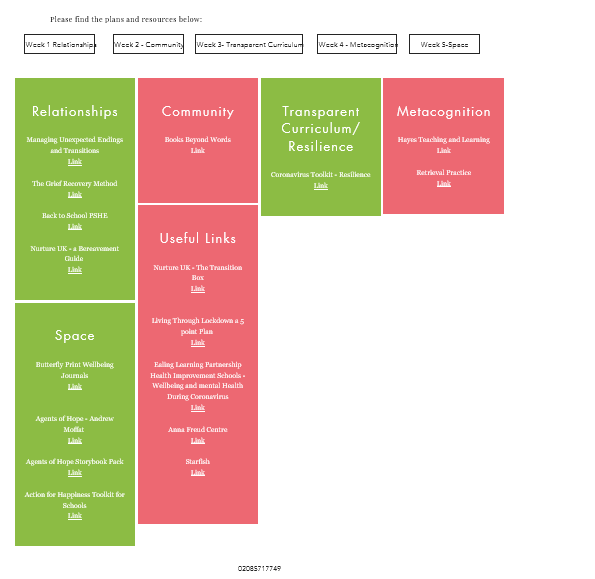 Please find the plans and resources below:
Week 1 Relationships
Week 2 - Community
Week 3- Transparent Curriculum
Week 4 - Metacognition
Week 5-Space
Relationships
Managing Unexpected Endings
and Transitions
Link
The Grief Recovery Method
Link
Back to School PSHE
Link
Nurture UK - a Bereavement
Guide
Link
Space
Butterfly Print Wellbeing
Journals
Link
Agents of Hope - Andrew
Moffat
Link
Agents of Hope Storybook Pack
Link
Action for Happiness Toolkit for
Schools
Link
Community
Books Beyond Words
Link
Useful Links
Nurture UK - The Transition
Box
Link
Living Through Lockdown a 5
point Plan
Link
Ealing Learning Partnership
Health Improvement Schools -
Wellbeing and mental Health
During Coronavirus
Link
Anna Freud Centre
Link
Starfish
Link
Transparent
Curriculum/
Resilience
Coronavirus Toolkit - Resilience
Link
Metacognition
Hayes Teaching and Learning
Link
Retrieval Practice
Link
02085717749